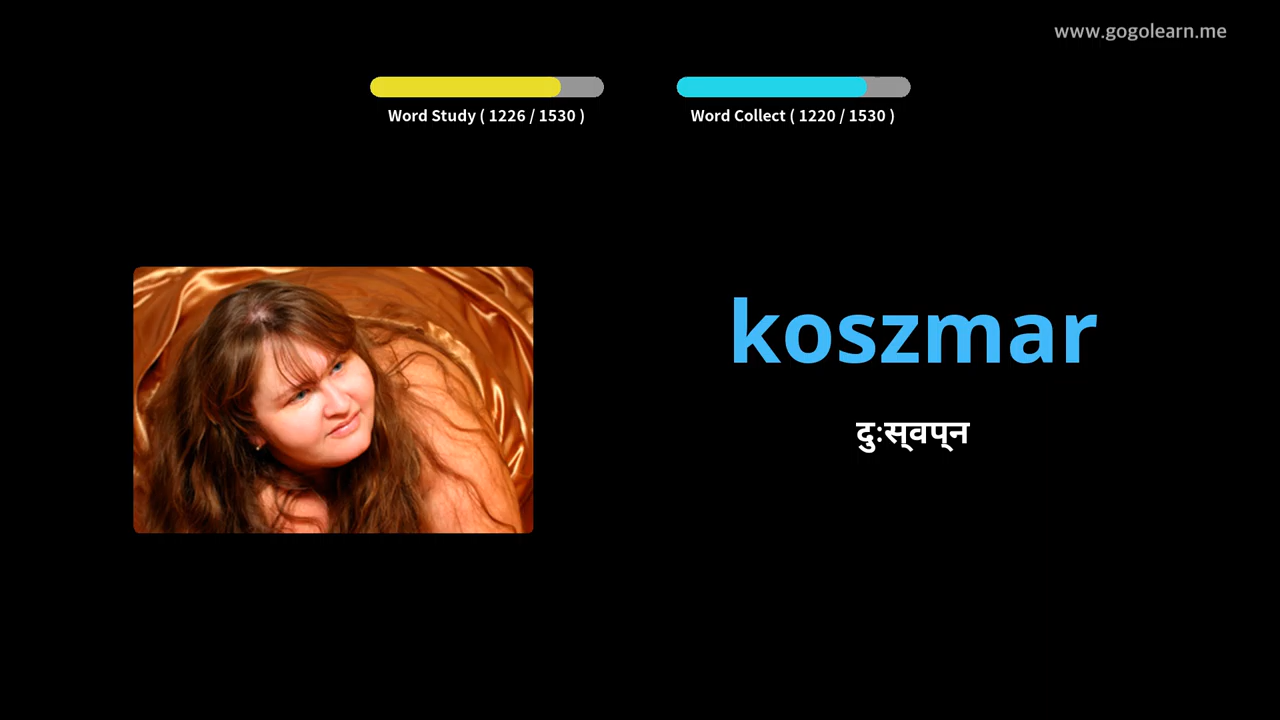 www.gogolearn.me
Word Study ( 1226 / 1530 )
Word Collect ( 1220 / 1530 )
koszmar
दुःस्वप्न